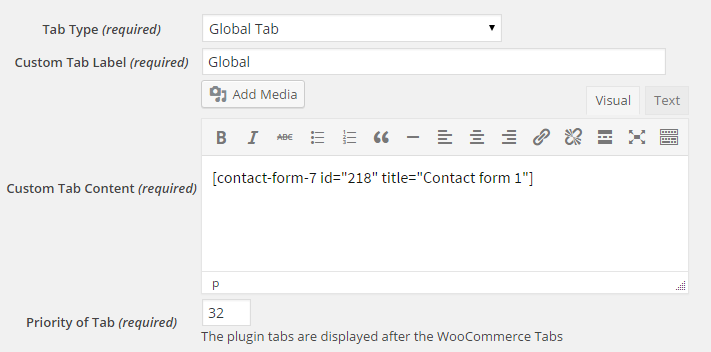 Tab Type (required)
Global Tab
Custom Tab Label (required)
Global
Add Media
Visual
Text
B I ABC
Custom Tab Content (required)
[contact-form-7 id="218" title="Contact form 1"]
p
Priority of Tab (required)
32
The plugin tabs are displayed after the WooCommerce Tabs